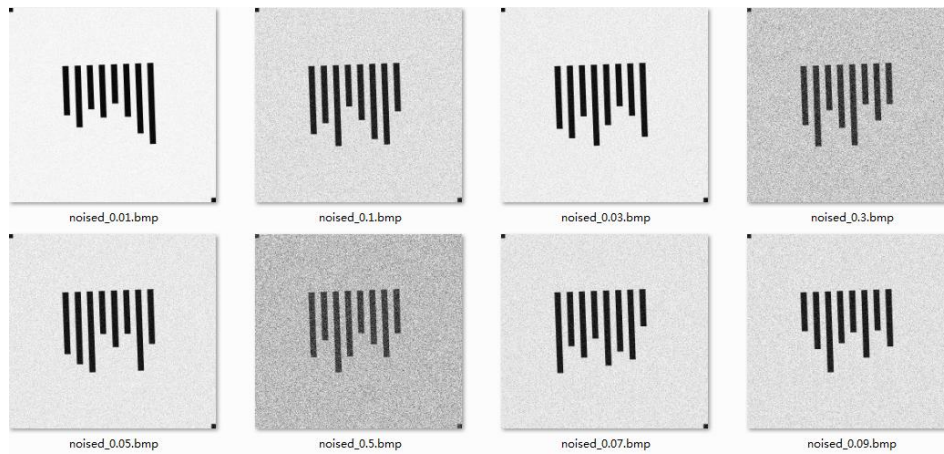 noised_0.01.bmp
noised_0.1.bmp
noised_0.03.bmp
noised_0.3.bmp
noised_0.05.bmp
noised_0.5.bmp
noised_0.07.bmp
noised_0.09.bmp